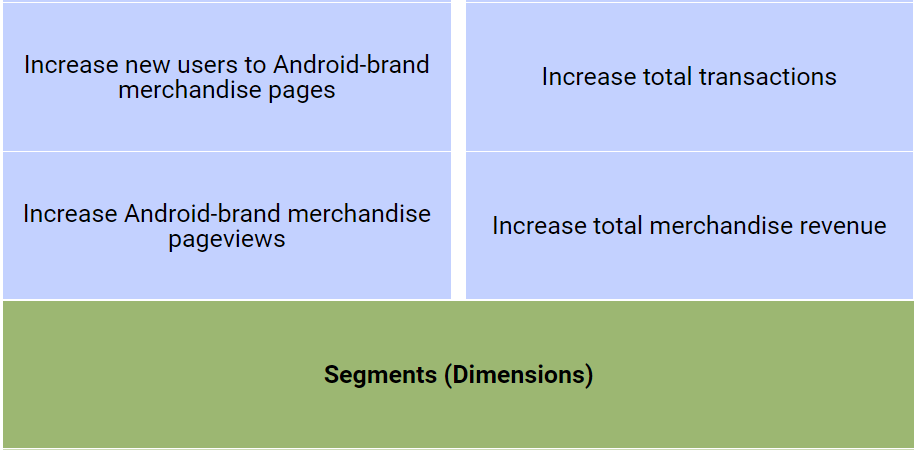 Increase new users to Android-brand
merchandise pages
Increase total transactions
Increase Android-brand merchandise
pageviews
Increase total merchandise revenue
Segments (Dimensions)